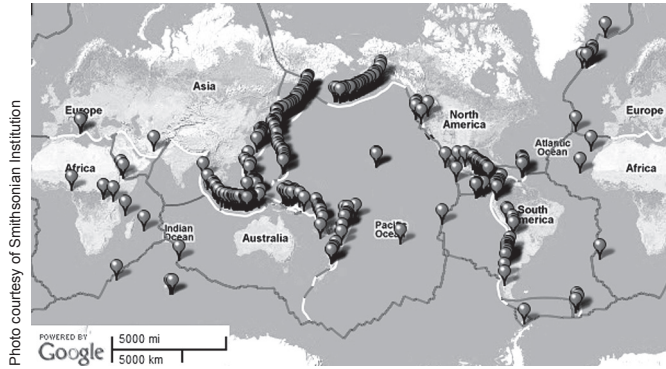 Photo courtesy of Smithsonian Institution
Europe
Asia
North
America
Atlantic
Ocean
Europe
Africa
Africa
Indian
Ocean
Australia
Pacific
Ocean
South
America
POWERED BY
Google
5000 mi
5000 km